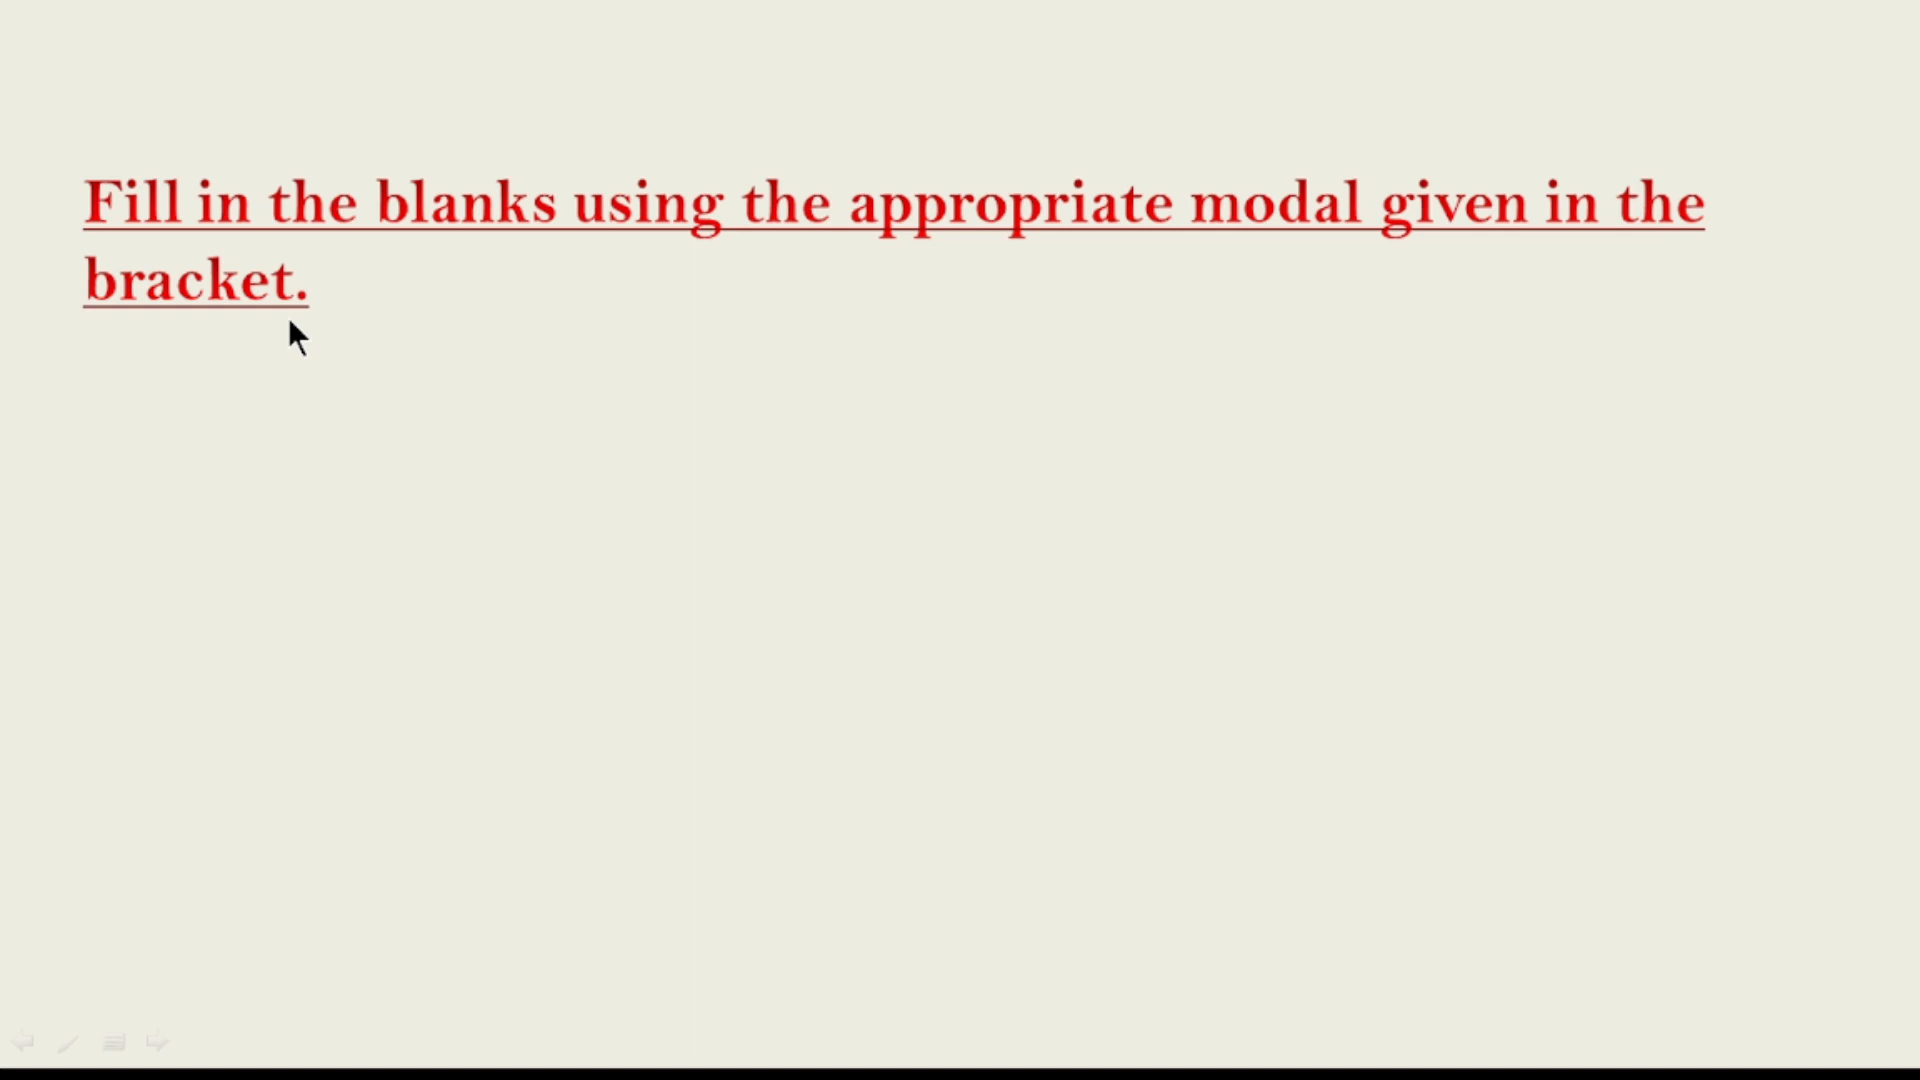 Fill in the blanks using the appropriate modal given in the
bracket.